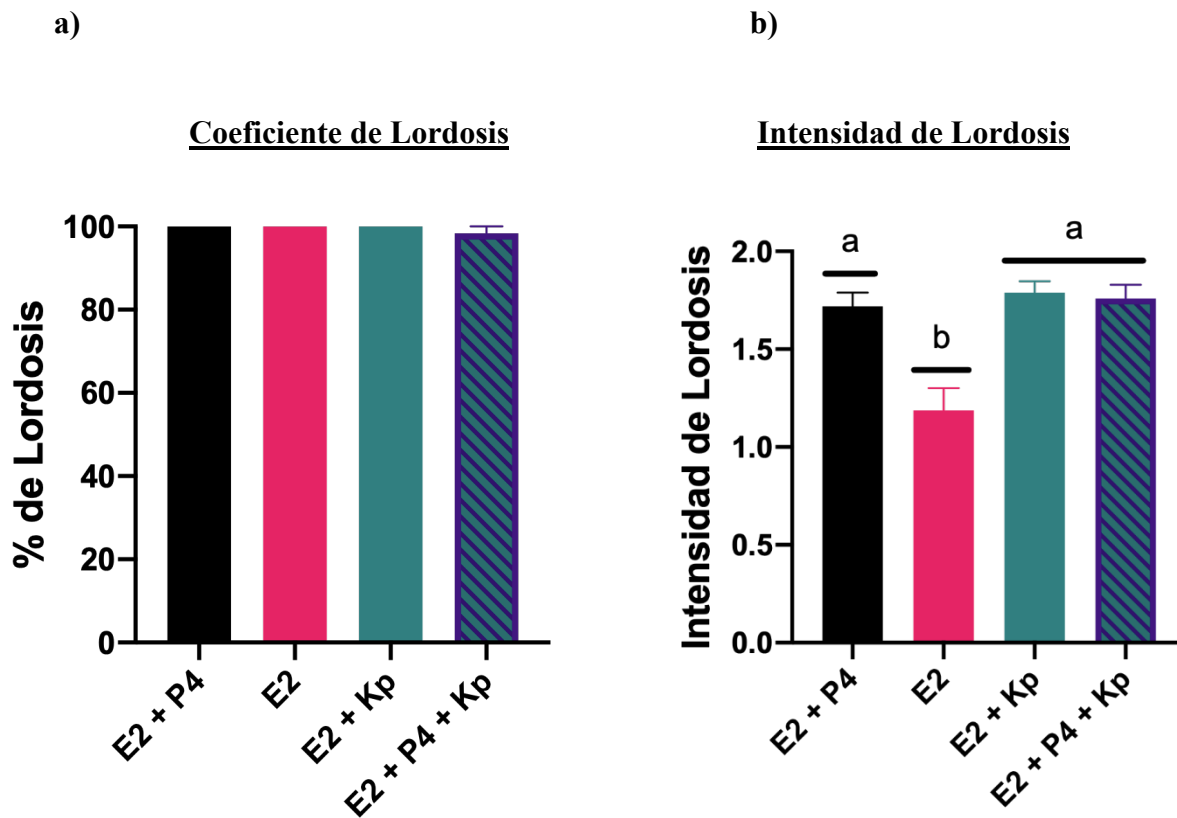 a)
Coeficiente de Lordosis
% de Lordosis
100
80
60
40
20
0
E2 + P4
E2
E2 + Kp
E2 + P4 + Kp
b)
Intensidad de Lordosis
Intensidad de Lordosis
2.0
1.5
1.0
0.5
0.0
a
b
a
E2 + P4
E2
E2 + Kp
E2 + P4 + Kp